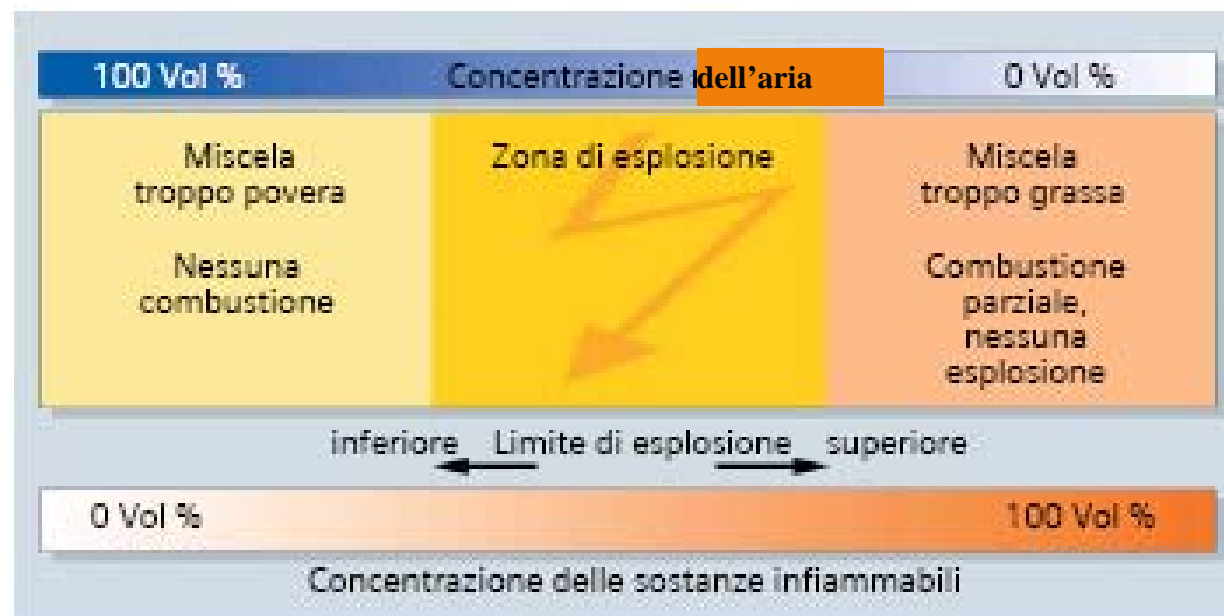 100 Vol % Concentrazione dell’aria 0 Vol %
Miscela
troppo povera
Nessuna
combustione
Zona di esplosione
Miscela
troppo grassa
Combustione
parziale,
nessuna
esplosione
inferiore Limite di esplosione superiore
0 Vol % 100 Vol %
Concentrazione delle sostanze infiammabili